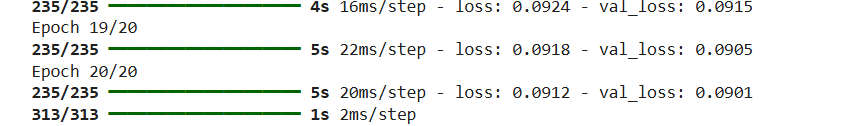 235/235 ━━━━━━━━━━━━━━━━━━━━ 4s 16ms/step - loss: 0.0924 - val_loss: 0.0915
Epoch 19/20
235/235 ━━━━━━━━━━━━━━━━━━━━ 5s 22ms/step - loss: 0.0918 - val_loss: 0.0905
Epoch 20/20
235/235 ━━━━━━━━━━━━━━━━━━━━ 5s 20ms/step - loss: 0.0912 - val_loss: 0.0901
313/313 ━━━━━━━━━━━━━━━━━━━━ 1s 2ms/step